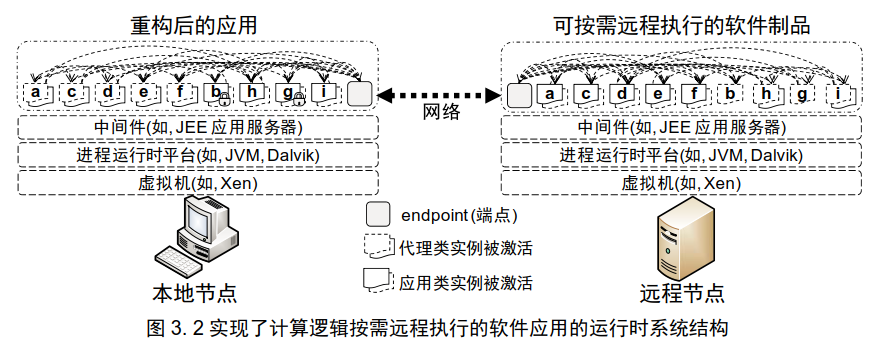 重构后的应用
可按需远程执行的软件制品
a c d e f b h g i
a c d e f b h g i
网络
中间件(如,JEE 应用服务器)
中间件(如,JEE 应用服务器)
进程运行时平台(如,JVM,Dalvik)
进程运行时平台(如,JVM,Dalvik)
虚拟机(如,Xen)
虚拟机(如,Xen)
endpoint(端点)
代理类实例被激活
应用类实例被激活
本地节点
远程节点
图 3. 2 实现了计算逻辑按需远程执行的软件应用的运行时系统结构